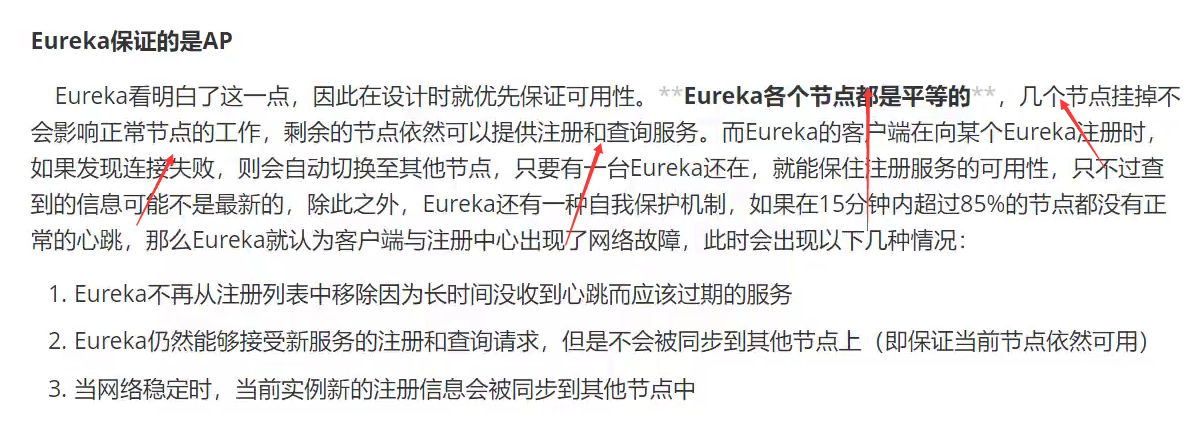 Eureka保证的是AP
Eureka看明白了这一点，因此在设计时就优先保证可用性。**Eureka各个节点都是平等的**，几个节点挂掉不
会影响正常节点的工作，剩余的节点依然可以提供注册和查询服务。而Eureka的客户端在向某个Eureka注册时，
如果发现连接失败，则会自动切换至其他节点，只要有一台Eureka还在，就能保住注册服务的可用性，只不过查
到的信息可能不是最新的，除此之外，Eureka还有一种自我保护机制，如果在15分钟内超过85%的节点都没有正
常的心跳，那么Eureka就认为客户端与注册中心出现了网络故障，此时会出现以下几种情况：
1. Eureka不再从注册列表中移除因为长时间没收到心跳而应该过期的服务
2. Eureka仍然能够接受新服务的注册和查询请求，但是不会被同步到其他节点上（即保证当前节点依然可用）
3. 当网络稳定时，当前实例新的注册信息会被同步到其他节点中